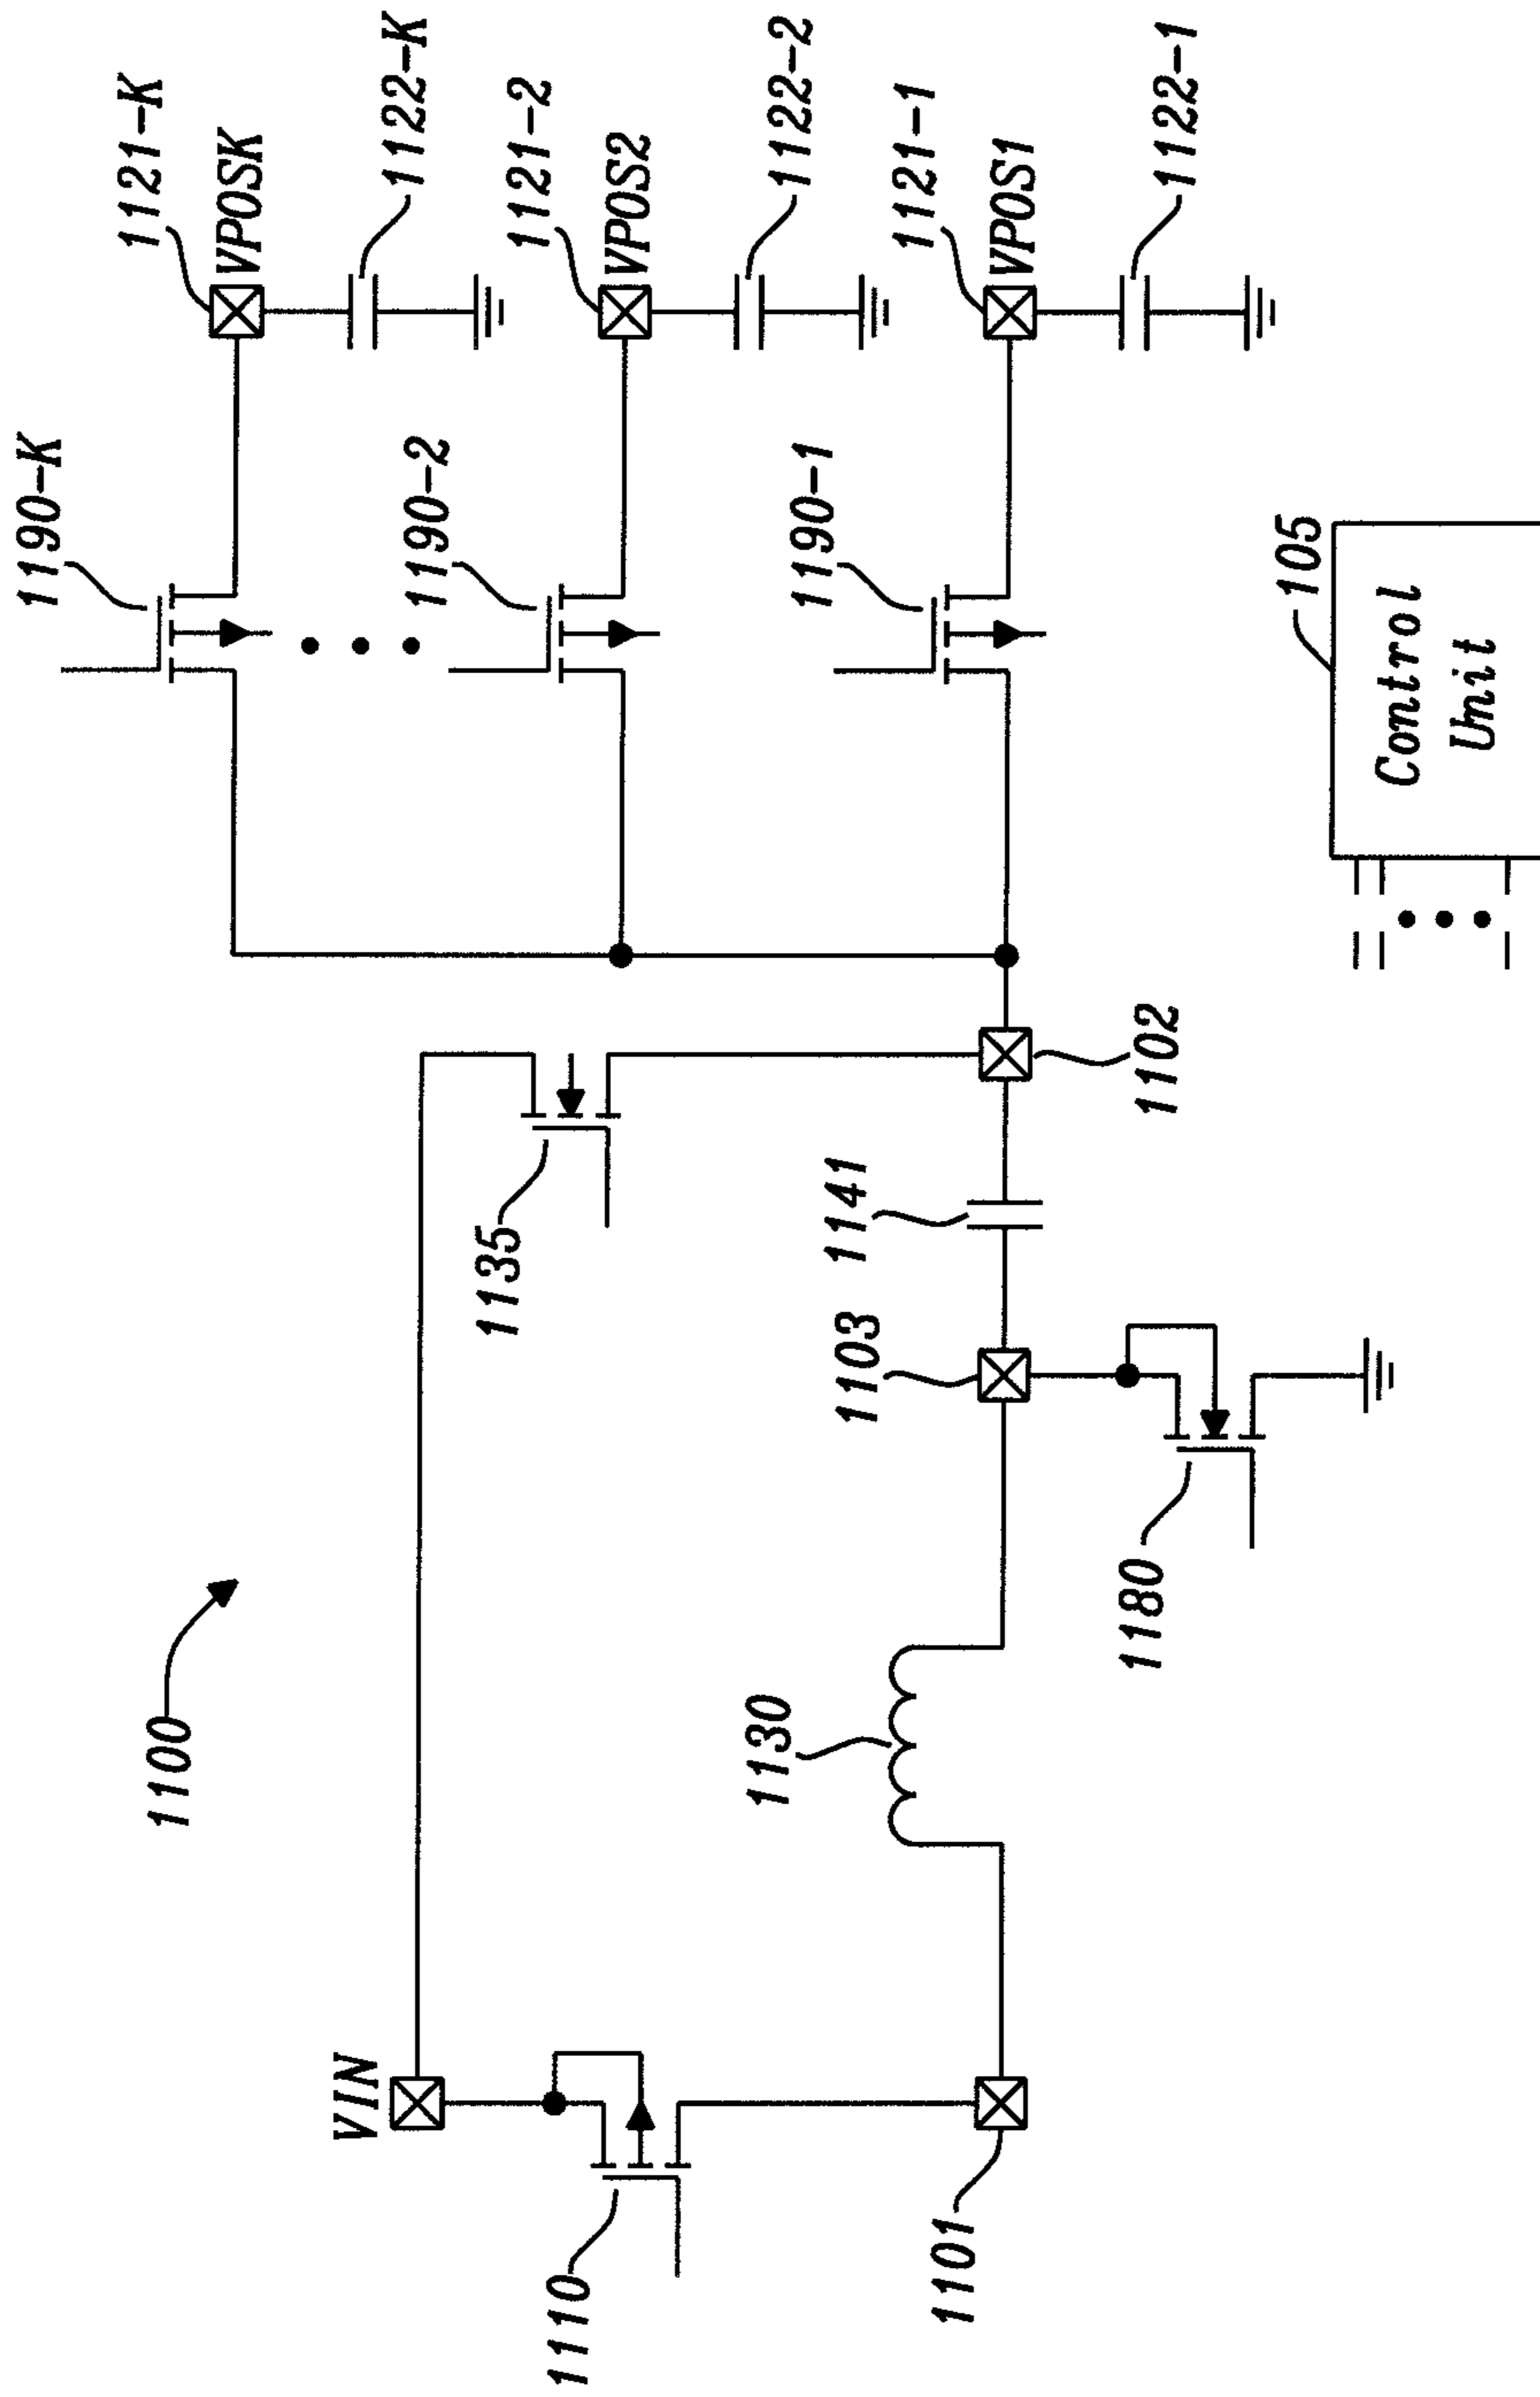 1100
1190-K
1121-K
VPOSK
1122-K
1190-2
1121-2
VPOS2
1122-2
1190-1
1121-1
VPOS1
1122-1
VIN
1110
1101
1130
1135
1141
1103
1102
1180
105
Control
Unit